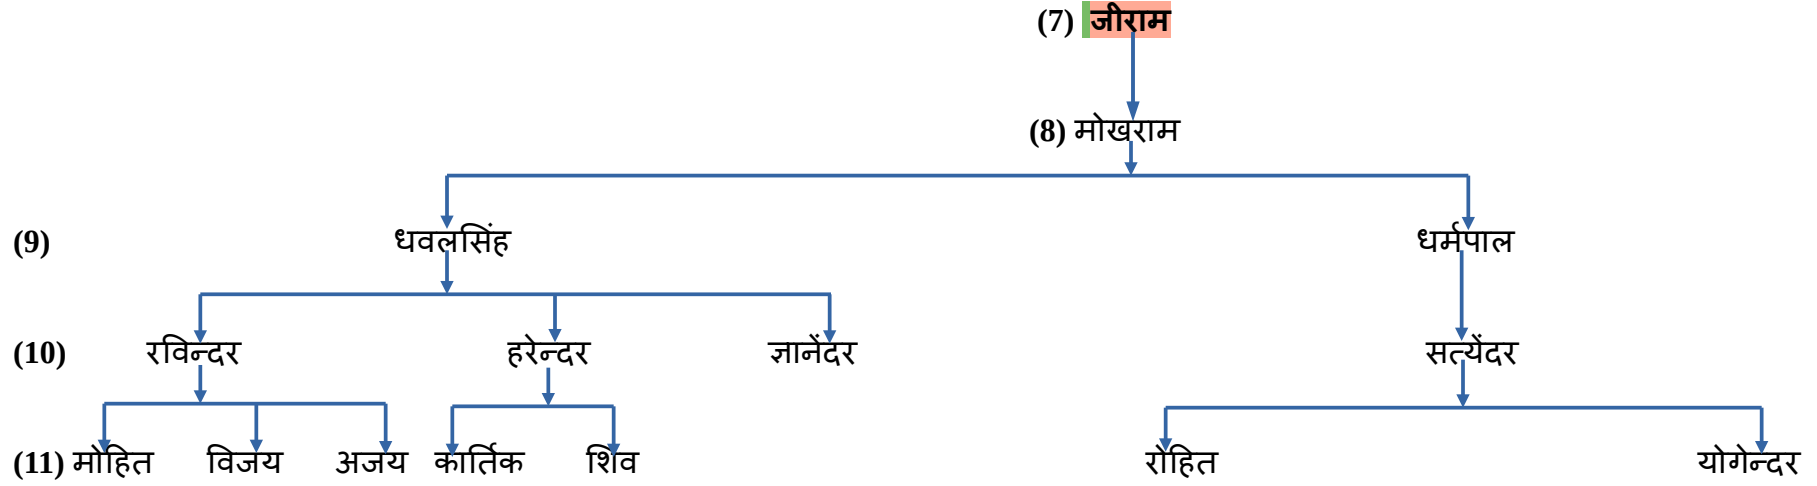 (7) जीराम
(8) मोखराम
(9) धवलसिंह धर्मपाल
(10) रविन्दर हरेन्दर ज्ञानेंदर सत्येंदर
(11) मोहित विजय अजय कार्तिक शिव रोहित योगेन्दर